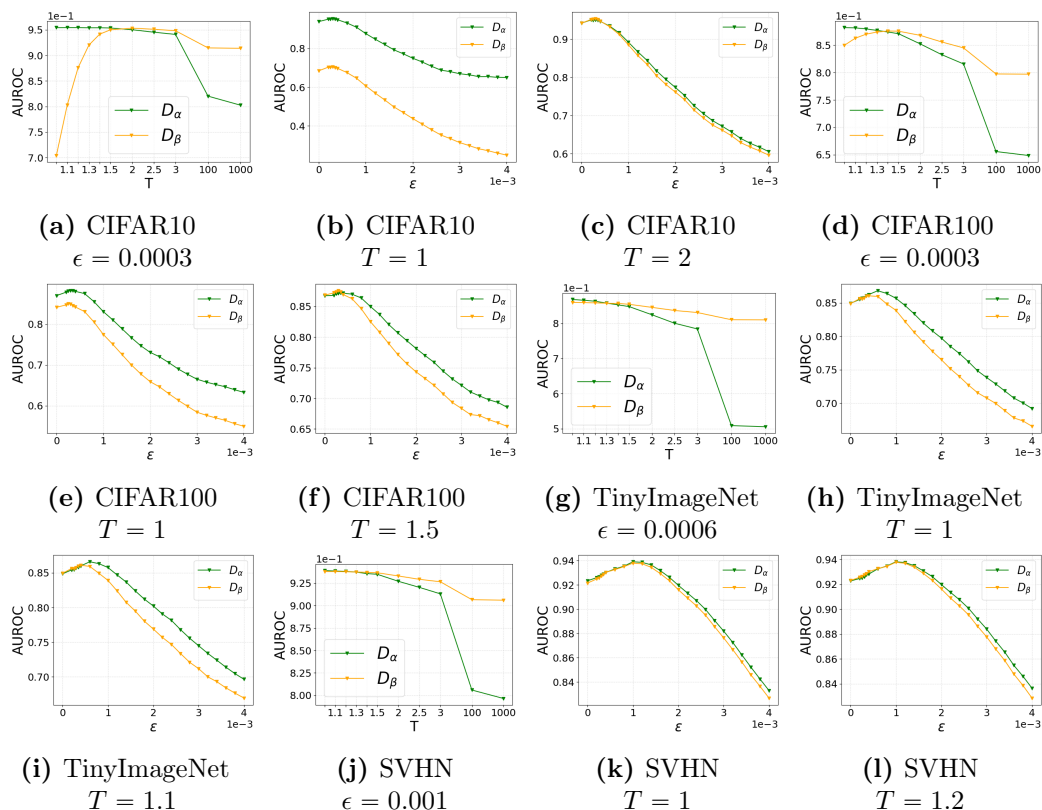 1e−1
AUROC
9.5
9.0
8.5
8.0
7.5
7.0
Dα
Dβ
1.1 1.3 1.5 2 2.5 3 100 1000
T
(a) CIFAR10
ϵ = 0.0003
AUROC
0.8
0.6
0.4
Dα
Dβ
0 1 2 3 4
ε 1e−3
(b) CIFAR10
T = 1
AUROC
0.9
0.8
0.7
0.6
Dα
Dβ
0 1 2 3 4
ε 1e−3
(c) CIFAR10
T = 2
1e−1
AUROC
8.5
8.0
7.5
7.0
6.5
Dα
Dβ
1.1 1.3 1.5 2 2.5 3 100 1000
T
(d) CIFAR100
ϵ = 0.0003
AUROC
0.8
0.7
0.6
Dα
Dβ
0 1 2 3 4
ε 1e−3
(e) CIFAR100
T = 1
AUROC
0.85
0.80
0.75
0.70
0.65
Dα
Dβ
0 1 2 3 4
ε 1e−3
(f) CIFAR100
T = 1.5
1e−1
AUROC
8
7
6
5
Dα
Dβ
1.1 1.3 1.5 2 2.5 3 100 1000
T
(g) TinyImageNet
ϵ = 0.0006
AUROC
0.85
0.80
0.75
0.70
Dα
Dβ
0 1 2 3 4
ε 1e−3
(h) TinyImageNet
T = 1
AUROC
0.85
0.80
0.75
0.70
Dα
Dβ
0 1 2 3 4
ε 1e−3
(i) TinyImageNet
T = 1.1
1e−1
AUROC
9.25
9.00
8.75
8.50
8.25
8.00
Dα
Dβ
1.1 1.3 1.5 2 2.5 3 100 1000
T
(j) SVHN
ϵ = 0.001
AUROC
0.94
0.92
0.90
0.88
0.86
0.84
Dα
Dβ
0 1 2 3 4
ε 1e−3
(k) SVHN
T = 1
AUROC
0.94
0.92
0.90
0.88
0.86
0.84
Dα
Dβ
0 1 2 3 4
ε 1e−3
(l) SVHN
T = 1.2